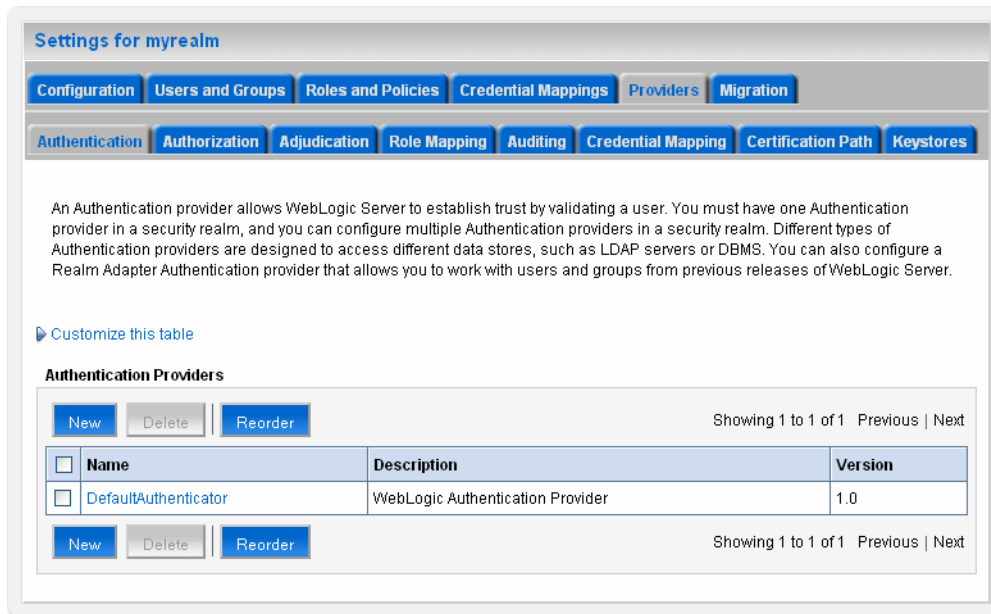 Settings for myrealm
Configuration Users and Groups Roles and Policies Credential Mappings Providers Migration
Authentication Authorization Adjudication Role Mapping Auditing Credential Mapping Certification Path Keystores
An Authentication provider allows WebLogic Server to establish trust by validating a user. You must have one Authentication
provider in a security realm, and you can configure multiple Authentication providers in a security realm. Different types of
Authentication providers are designed to access different data stores, such as LDAP servers or DBMS. You can also configure a
Realm Adapter Authentication provider that allows you to work with users and groups from previous releases of WebLogic Server.
Customize this table
Authentication Providers
New Delete | Reorder Showing 1 to 1 of 1 Previous | Next
Name Description Version
DefaultAuthenticator WebLogic Authentication Provider 1.0
New Delete | Reorder Showing 1 to 1 of 1 Previous | Next